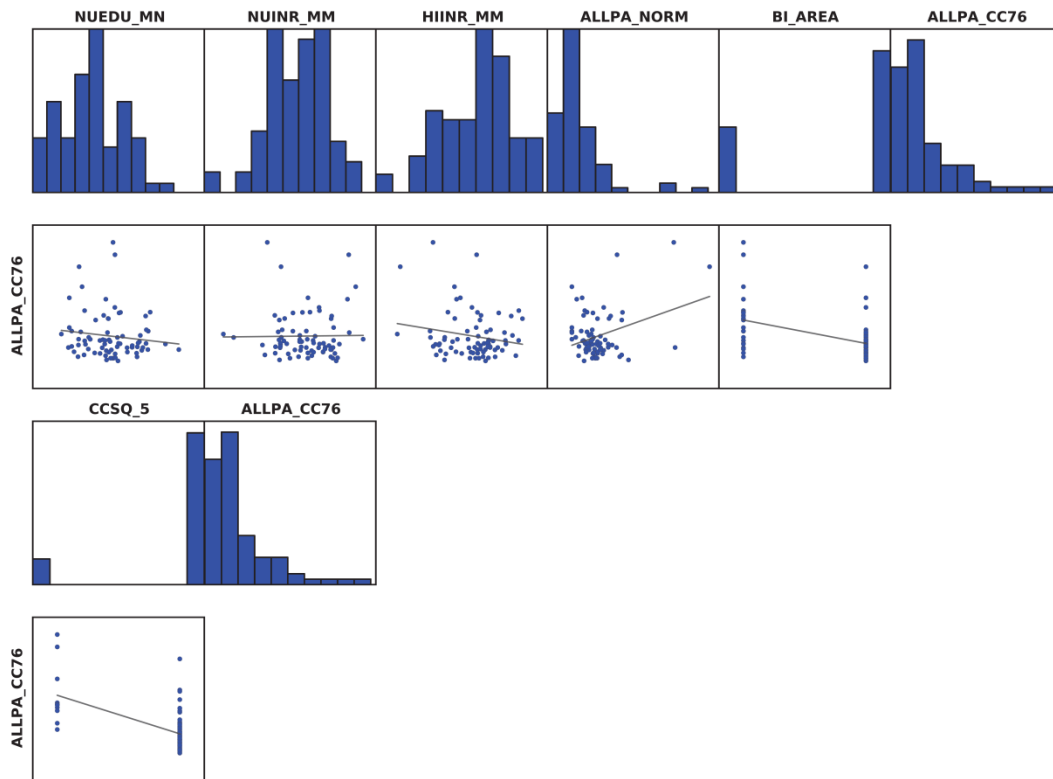 NUEDU_MN NUINR_MM HIINR_MM ALLPA_NORM BI_AREA ALLPA_CC76
ALLPA_CC76
CCSQ_5 ALLPA_CC76
ALLPA_CC76